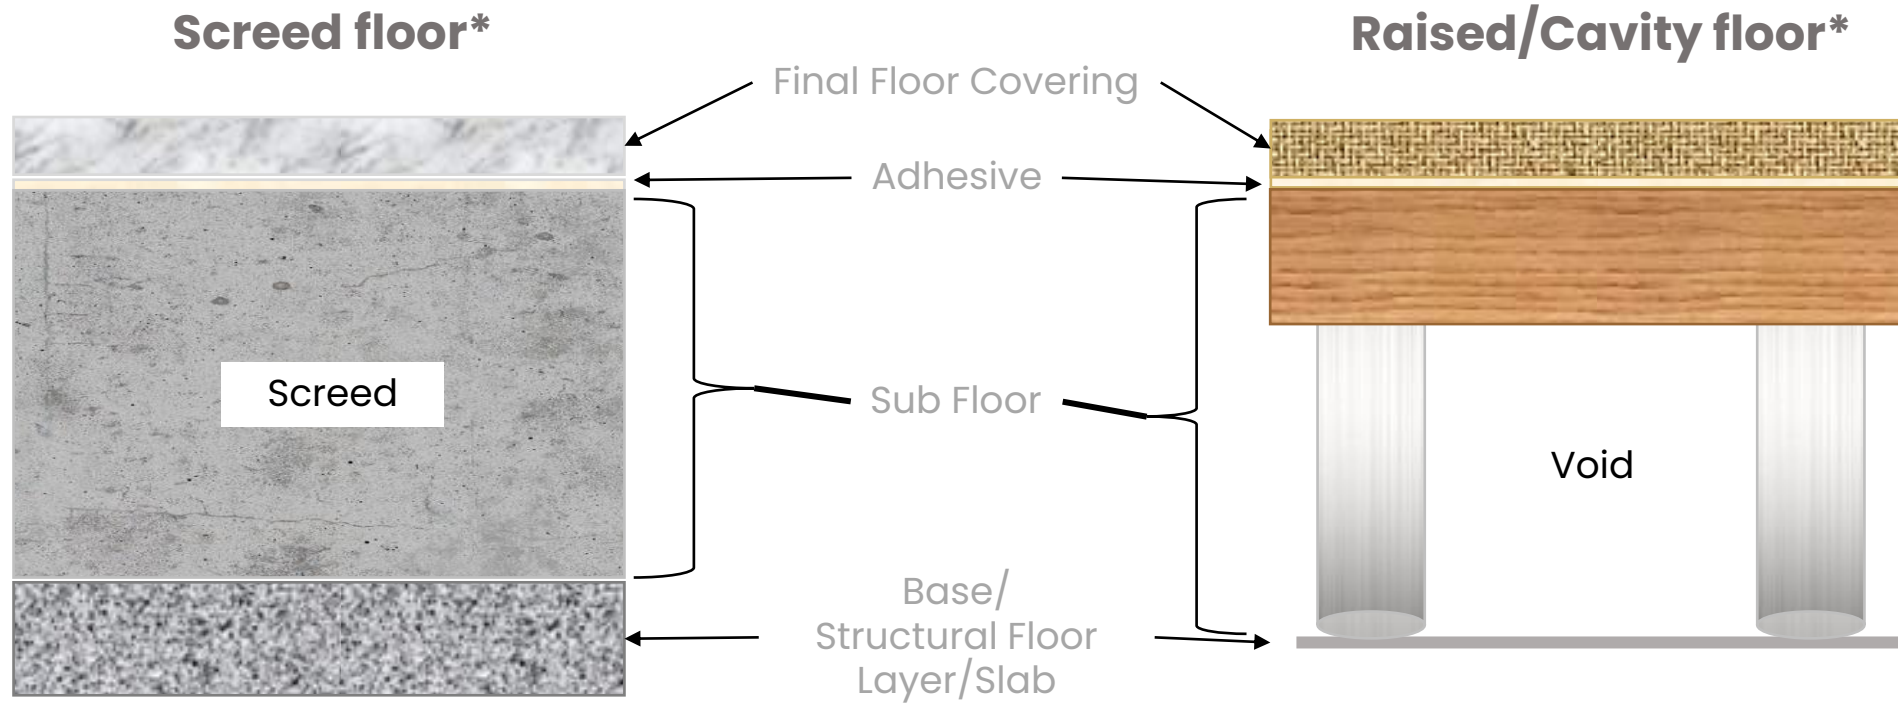 Screed floor*
Raised/Cavity floor*
Final Floor Covering
Adhesive
Screed
Sub Floor
Void
Base/
Structural Floor
Layer/Slab